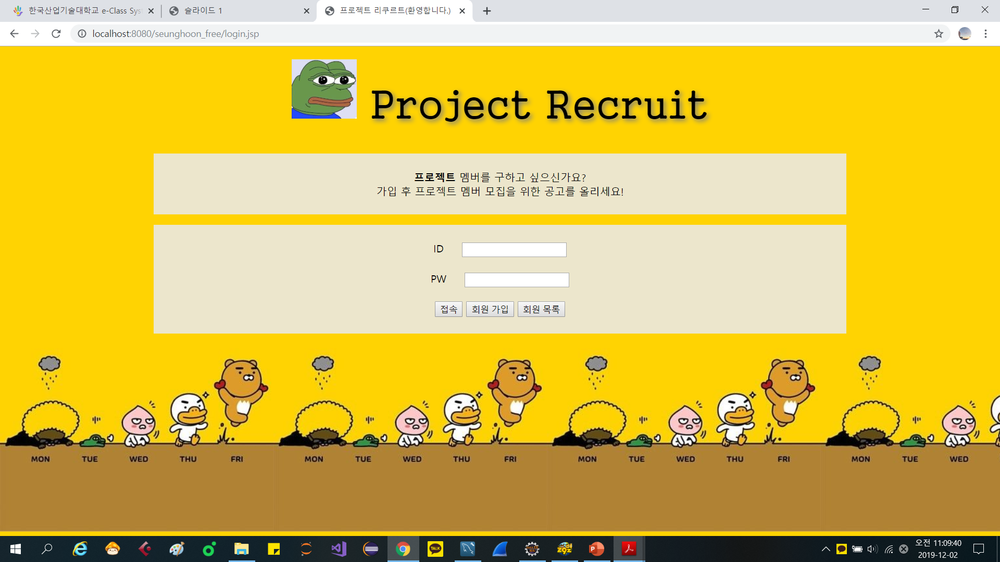 한국산업기술대학교 e-Class Sys
슬라이드 1
프로젝트 리쿠르트(환영합니다.)
localhost:8080/seunghoon_free/login.jsp
Project Recruit
프로젝트 멤버를 구하고 싶으신가요?
가입 후 프로젝트 멤버 모집을 위한 공고를 올리세요!
ID
PW
접속 회원 가입 회원 목록
MON TUE WED THU FRI MON TUE WED THU FRI MON TUE WED THU FRI MON TUE WED
TALK
오전 11:09:40
2019-12-02